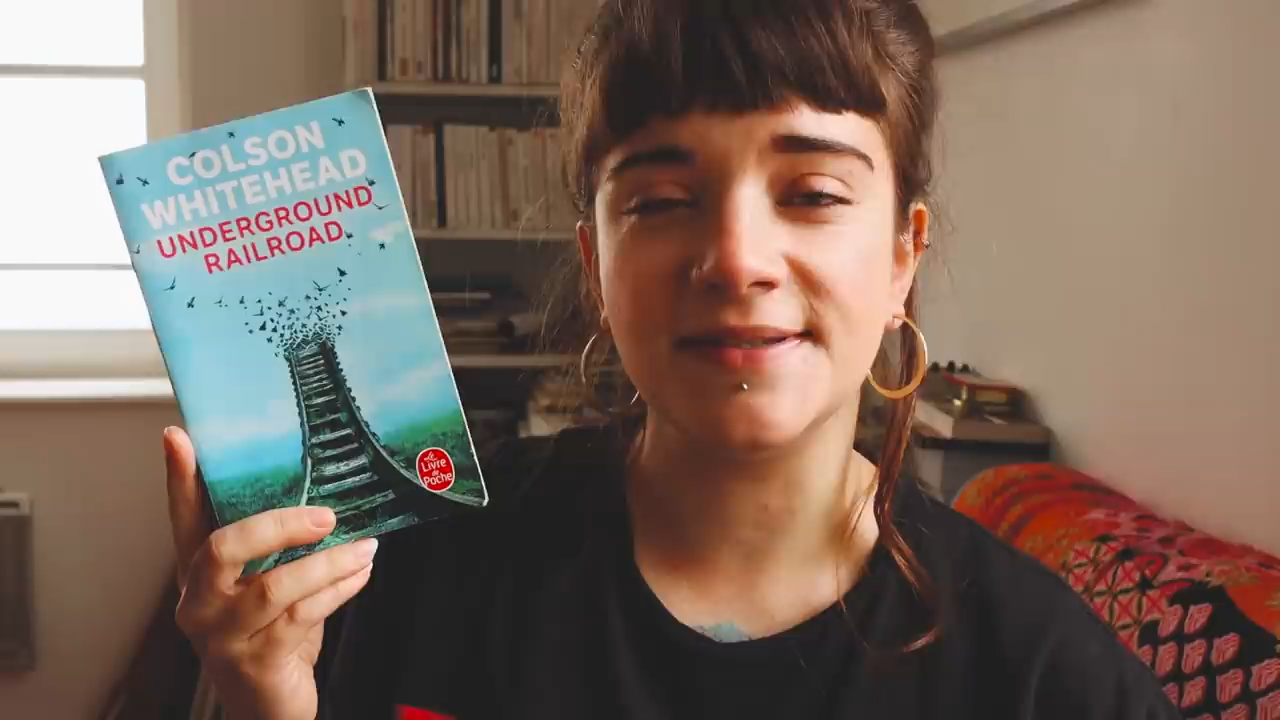 COLSON
WHITEHEAD
UNDERGROUND
RAILROAD
Le
Livre
de
Poche